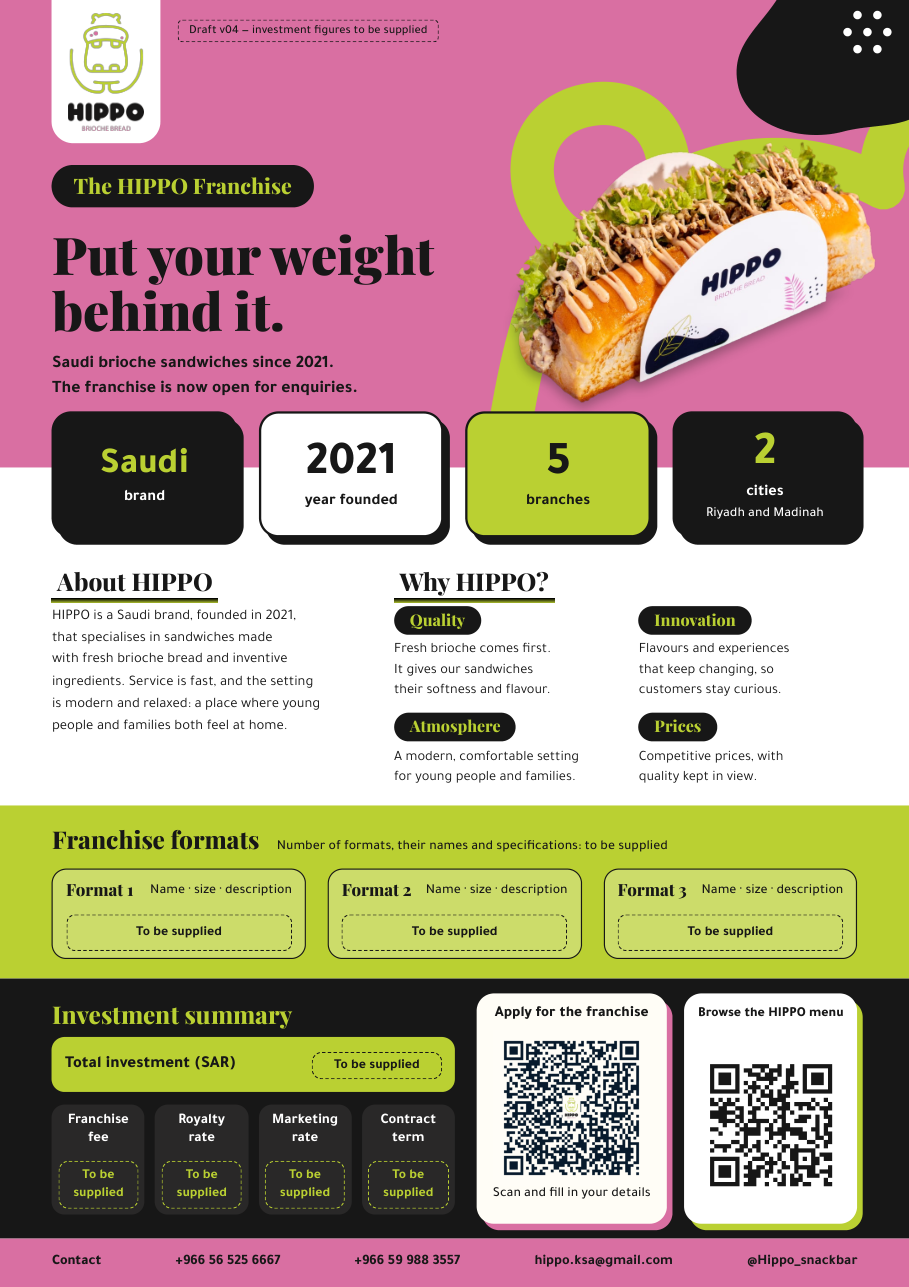 HIPPO
BRIOCHE BREAD
Draft v04 – investment figures to be supplied
The HIPPO Franchise
Put your weight
behind it.
Saudi brioche sandwiches since 2021.
The franchise is now open for enquiries.
HIPPO
BRIOCHE BREAD
Saudi
brand
2021
year founded
5
branches
2
cities
Riyadh and Madinah
About HIPPO
HIPPO is a Saudi brand, founded in 2021,
that specialises in sandwiches made
with fresh brioche bread and inventive
ingredients. Service is fast, and the setting
is modern and relaxed: a place where young
people and families both feel at home.
Why HIPPO?
Quality
Fresh brioche comes first.
It gives our sandwiches
their softness and flavour.
Innovation
Flavours and experiences
that keep changing, so
customers stay curious.
Atmosphere
A modern, comfortable setting
for young people and families.
Prices
Competitive prices, with
quality kept in view.
Franchise formats
Number of formats, their names and specifications: to be supplied
Format 1 Name · size · description
To be supplied
Format 2 Name · size · description
To be supplied
Format 3 Name · size · description
To be supplied
Investment summary
Total investment (SAR)
To be supplied
Franchise
fee
To be
supplied
Royalty
rate
To be
supplied
Marketing
rate
To be
supplied
Contract
term
To be
supplied
Apply for the franchise
HIPPO
Scan and fill in your details
Browse the HIPPO menu
Contact
+966 56 525 6667
+966 59 988 3557
hippo.ksa@gmail.com
@Hippo_snackbar